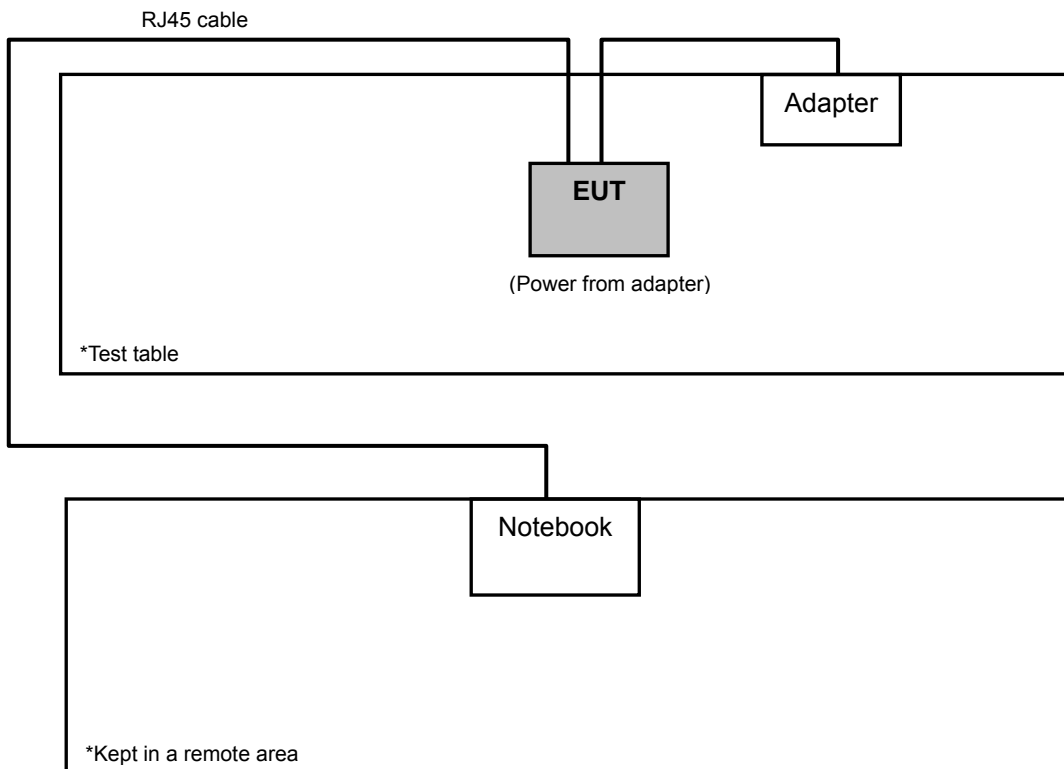 RJ45 cable
Adapter
EUT
(Power from adapter)
*Test table
Notebook
*Kept in a remote area